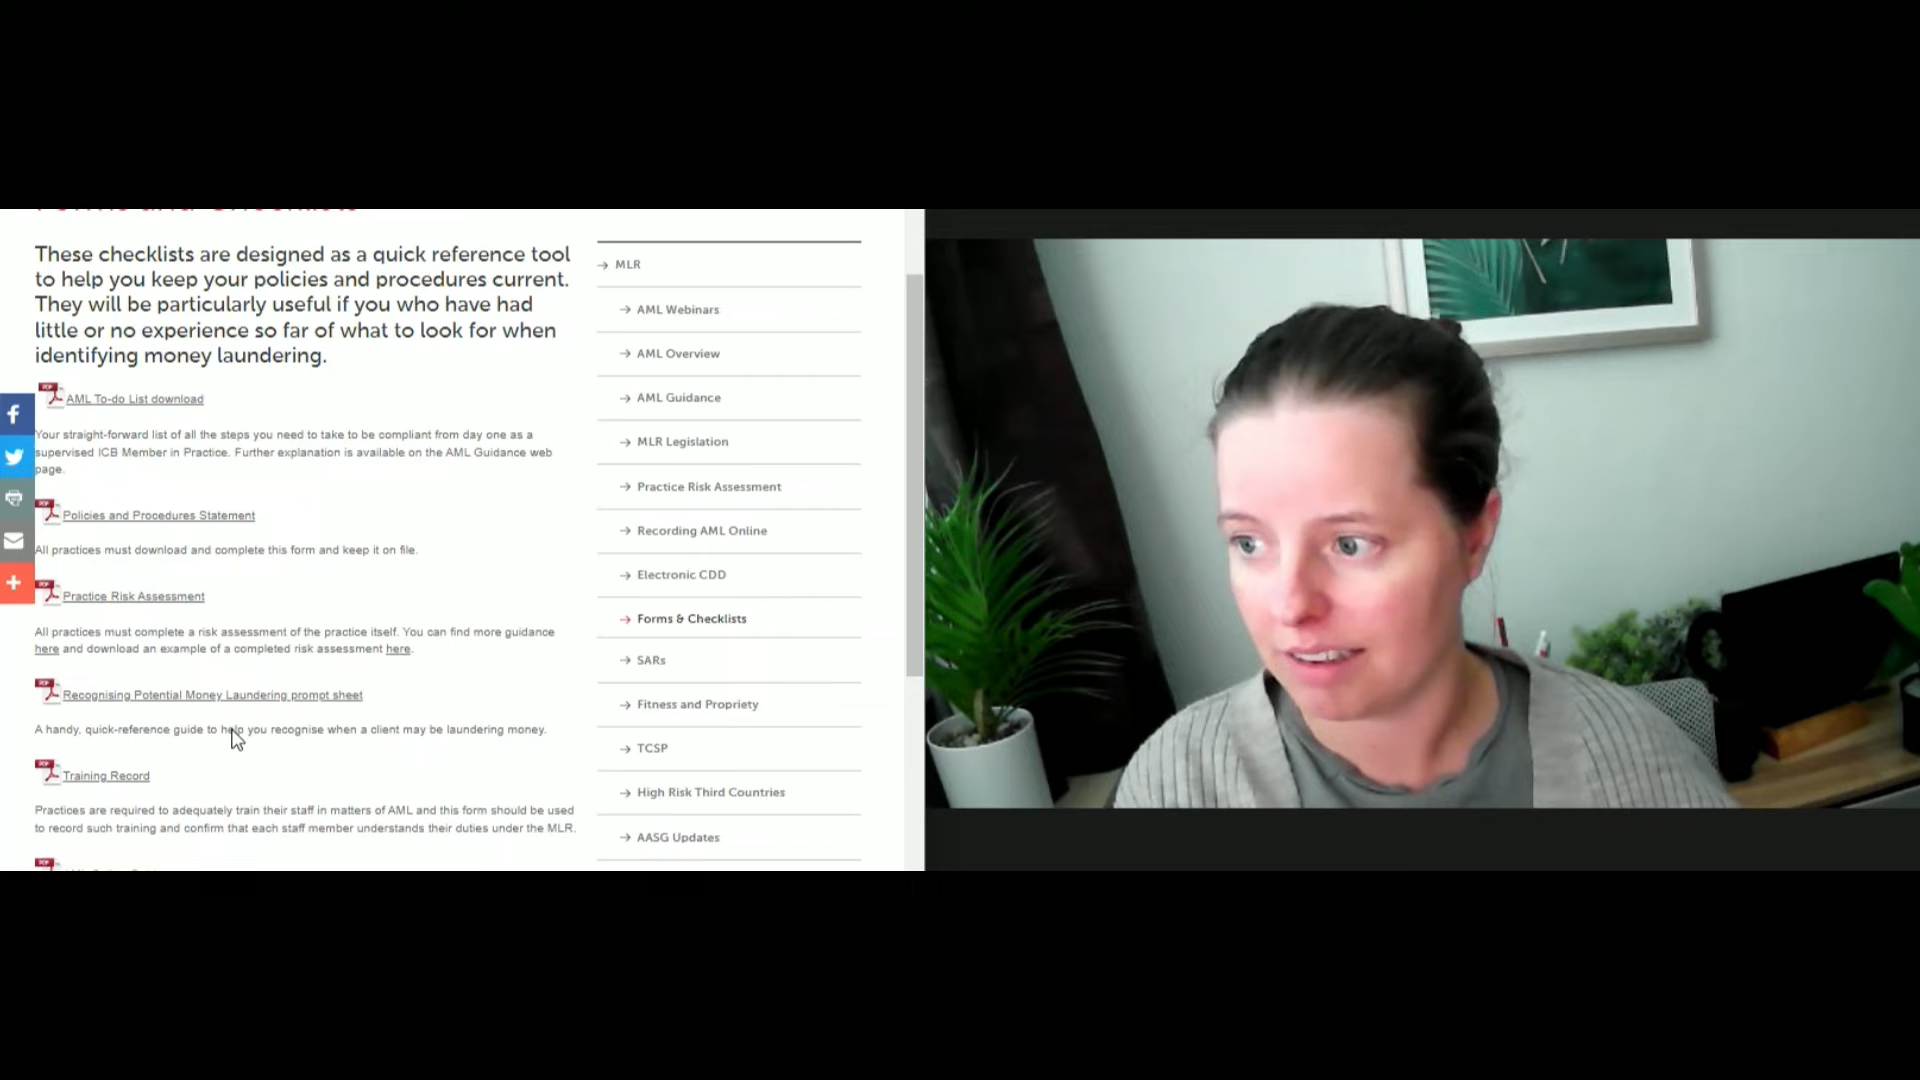 These checklists are designed as a quick reference tool
to help you keep your policies and procedures current.
They will be particularly useful if you who have had
little or no experience so far of what to look for when
identifying money laundering.
AML To-do List download
Your straight-forward list of all the steps you need to take to be compliant from day one as a
supervised ICB Member in Practice. Further explanation is available on the AML Guidance web
page.
Policies and Procedures Statement
All practices must download and complete this form and keep it on file.
Practice Risk Assessment
All practices must complete a risk assessment of the practice itself. You can find more guidance
here and download an example of a completed risk assessment here.
Recognising Potential Money Laundering prompt sheet
A handy, quick-reference guide to help you recognise when a client may be laundering money.
Training Record
Practices are required to adequately train their staff in matters of AML and this form should be used
to record such training and confirm that each staff member understands their duties under the MLR.
MLR
AML Webinars
AML Overview
AML Guidance
MLR Legislation
Practice Risk Assessment
Recording AML Online
Electronic CDD
Forms & Checklists
SARs
Fitness and Propriety
TCSP
High Risk Third Countries
AASG Updates